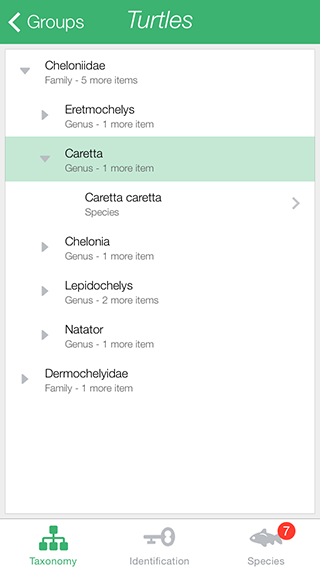 Groups
Turtles
Cheloniidae
Family - 5 more items
Eretmochelys
Genus - 1 more item
Caretta
Genus - 1 more item
Caretta caretta
Species
Chelonia
Genus - 1 more item
Lepidochelys
Genus - 2 more items
Natator
Genus - 1 more item
Dermochelyidae
Family - 1 more item
7
Taxonomy
Identification
Species